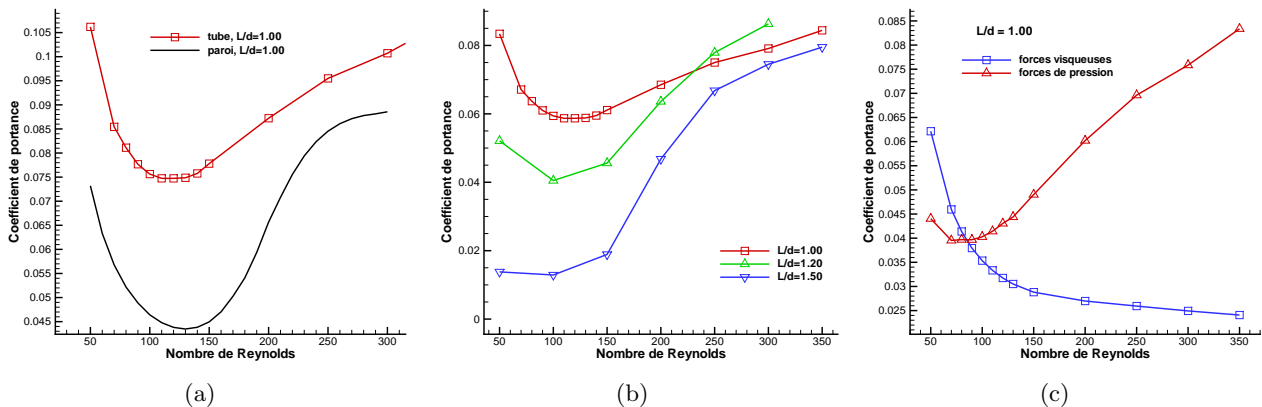 Coefficient de portance
0.105
0.1
0.095
0.09
0.085
0.08
0.075
0.07
0.065
0.06
0.055
0.05
0.045
tube, L/d=1.00
paroi, L/d=1.00
50 100 150 200 250 300
Nombre de Reynolds
(a)
Coefficient de portance
0.08
0.06
0.04
0.02
0
L/d=1.00
L/d=1.20
L/d=1.50
50 100 150 200 250 300 350
Nombre de Reynolds
(b)
Coefficient de portance
0.085
0.08
0.075
0.07
0.065
0.06
0.055
0.05
0.045
0.04
0.035
0.03
0.025
L/d = 1.00
forces visqueuses
forces de pression
50 100 150 200 250 300 350
Nombre de Reynolds
(c)